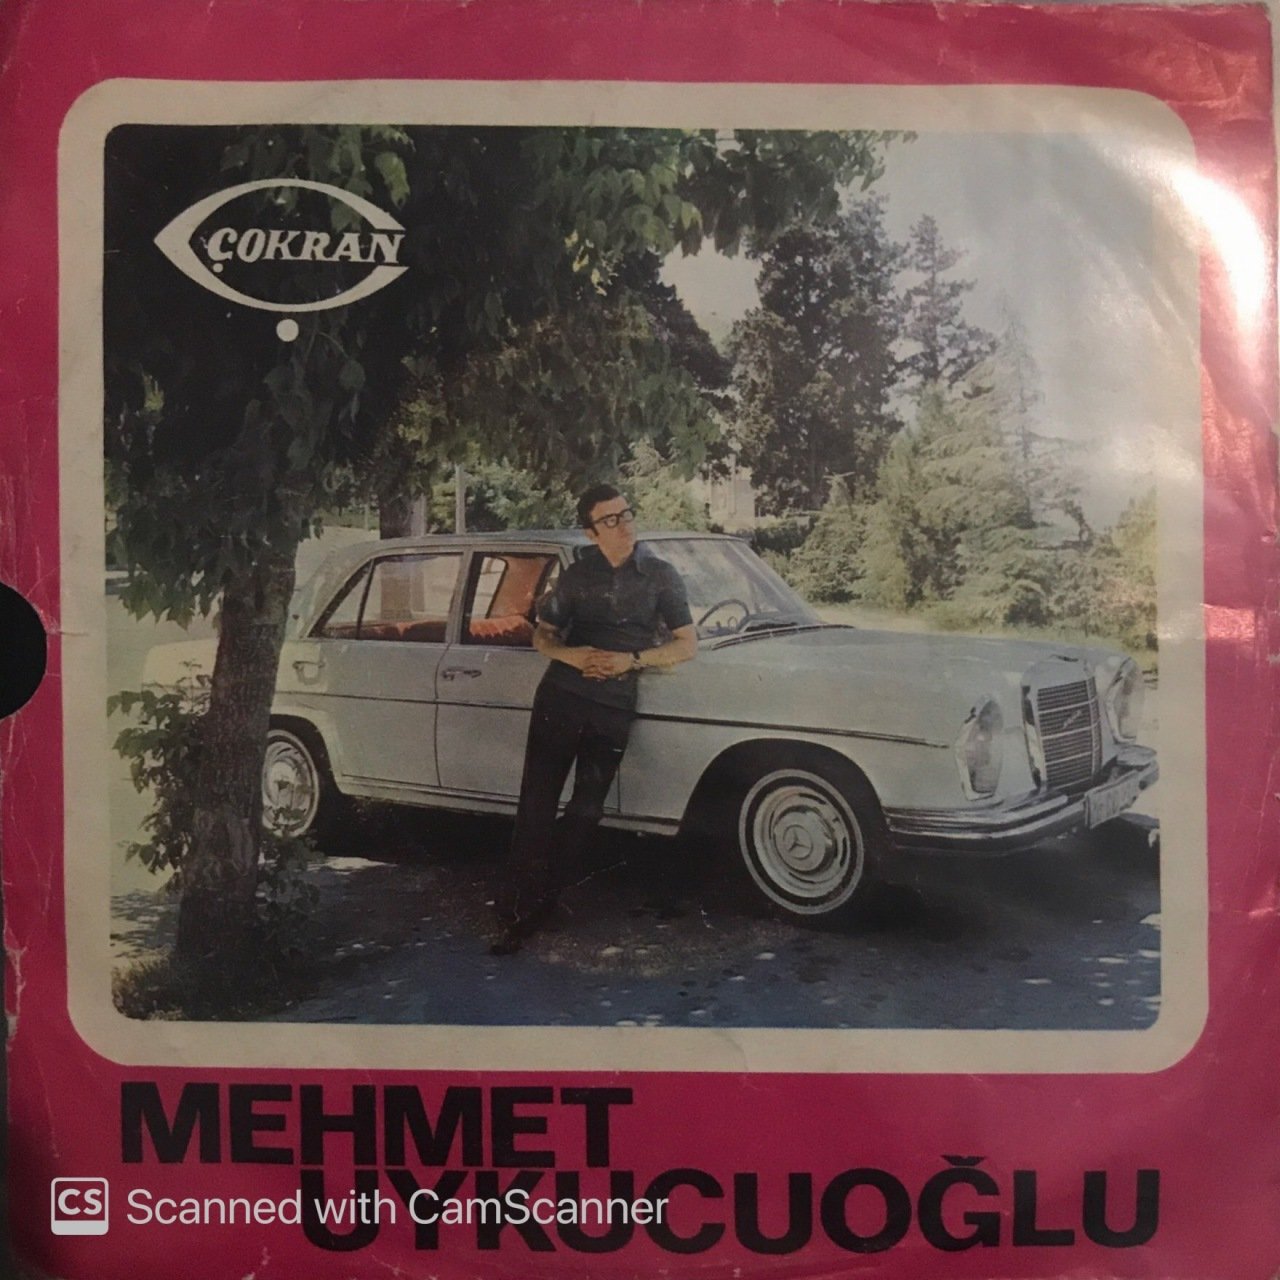 ÇOKRAN
MEHMET
UYKUCUOĞLU
CS Scanned with CamScanner